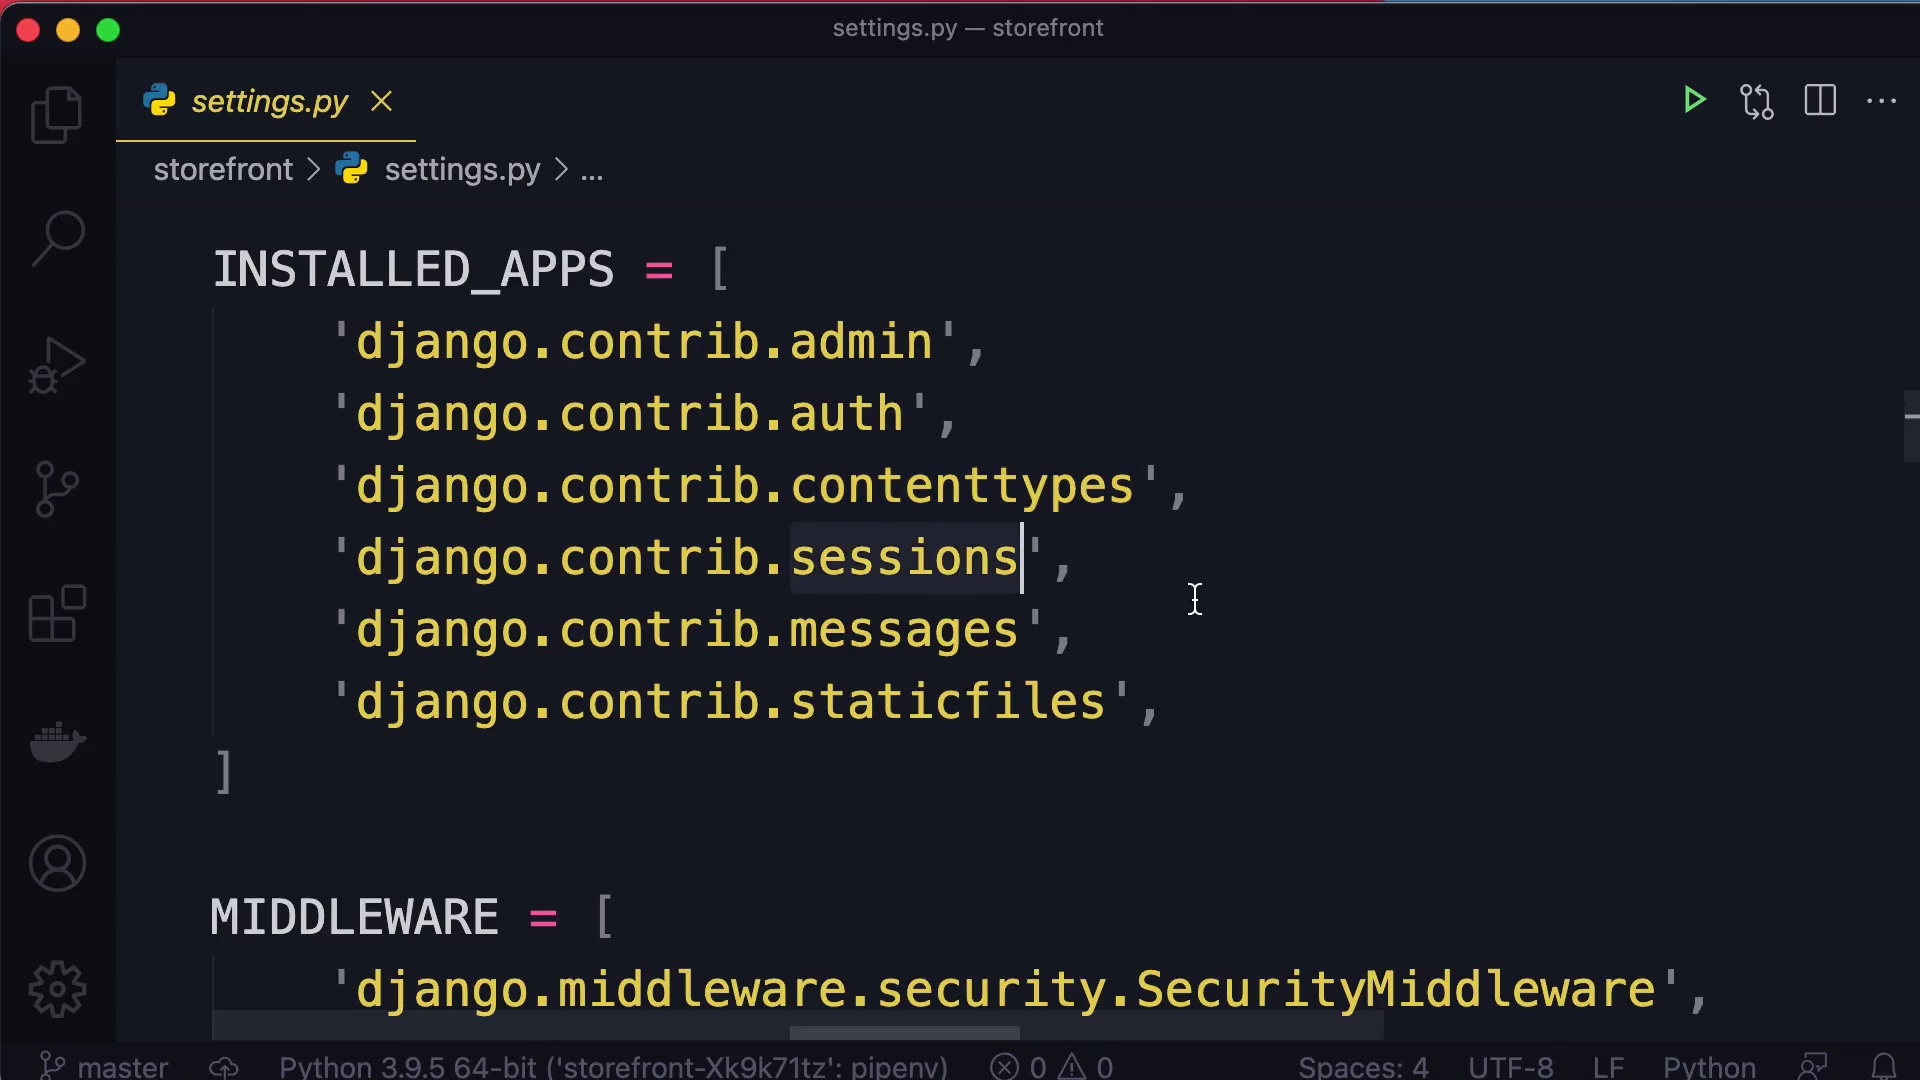 settings.py — storefront
settings.py
storefront > settings.py > ...
INSTALLED_APPS = [
'django.contrib.admin',
'django.contrib.auth',
'django.contrib.contenttypes',
'django.contrib.sessions',
'django.contrib.messages',
'django.contrib.staticfiles',
]
MIDDLEWARE = [
'django.middleware.security.SecurityMiddleware',
master Python 3.9.5 64-bit ('storefront-Xk9k71tz': pipenv) 0 0 Spaces: 4 UTF-8 LF Python